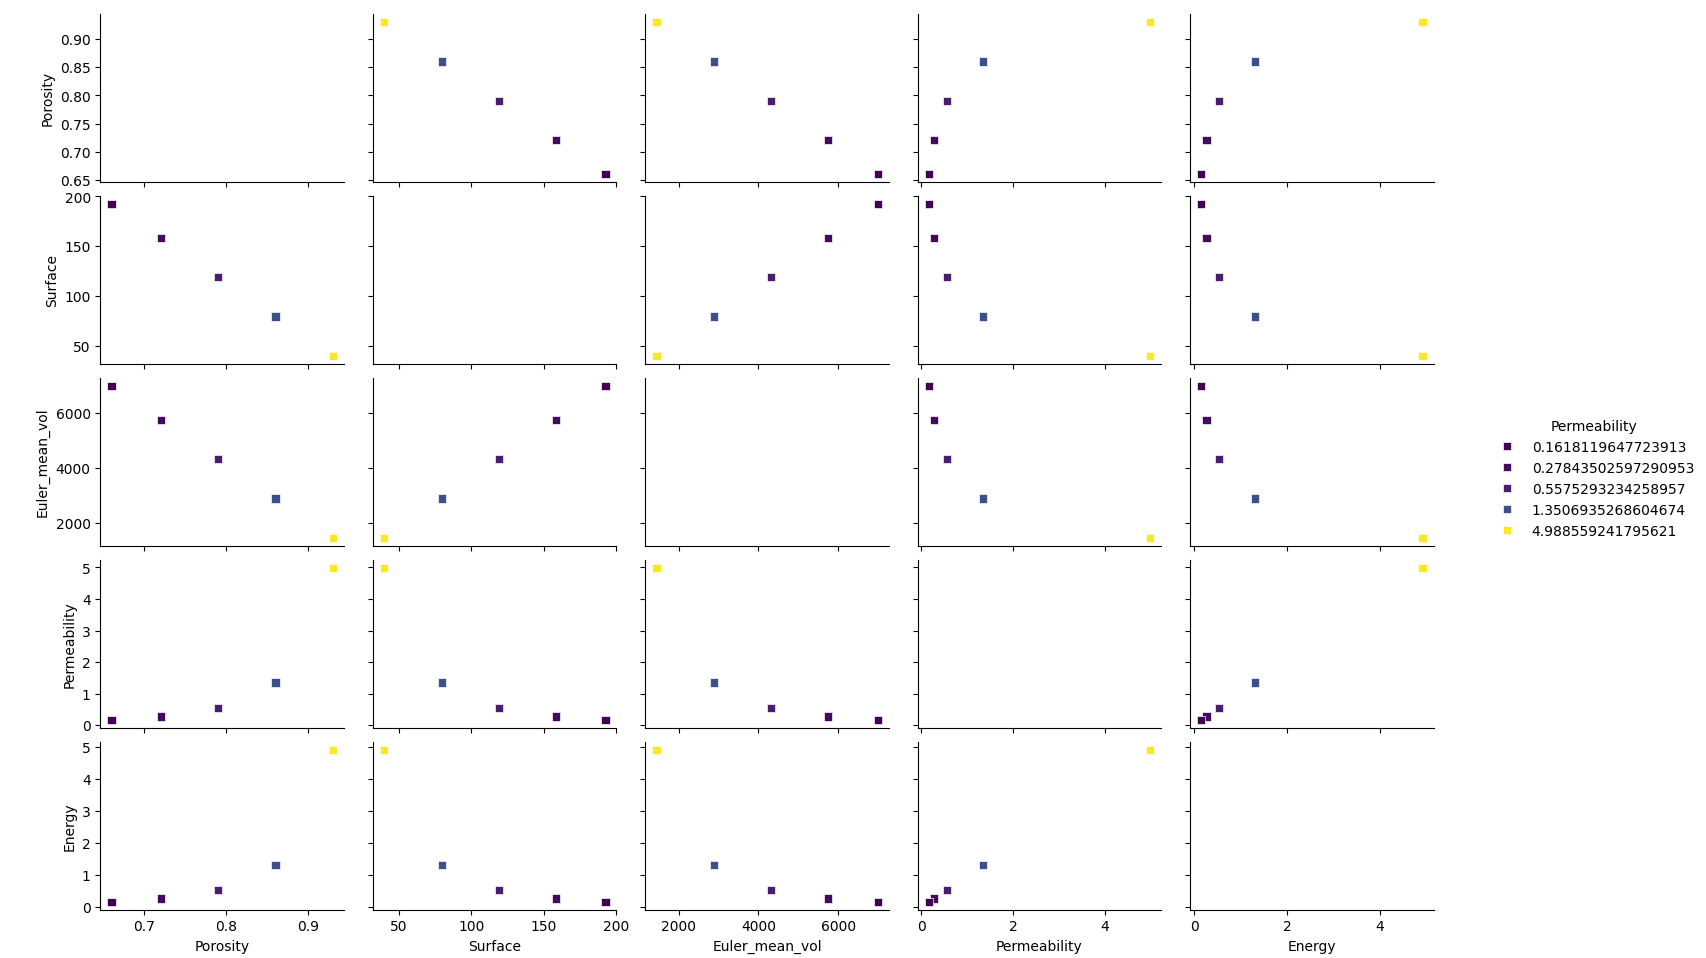 0.90
0.85
0.80
0.75
0.70
0.65
Porosity
200
150
100
50
Surface
6000
4000
2000
Euler_mean_vol
5
4
3
2
1
0
Permeability
5
4
3
2
1
0
Energy
0.7 0.8 0.9
Porosity
50 100 150 200
Surface
2000 4000 6000
Euler_mean_vol
0 2 4
Permeability
0 2 4
Energy
Permeability
0.1618119647723913
0.27843502597290953
0.5575293234258957
1.3506935268604674
4.988559241795621